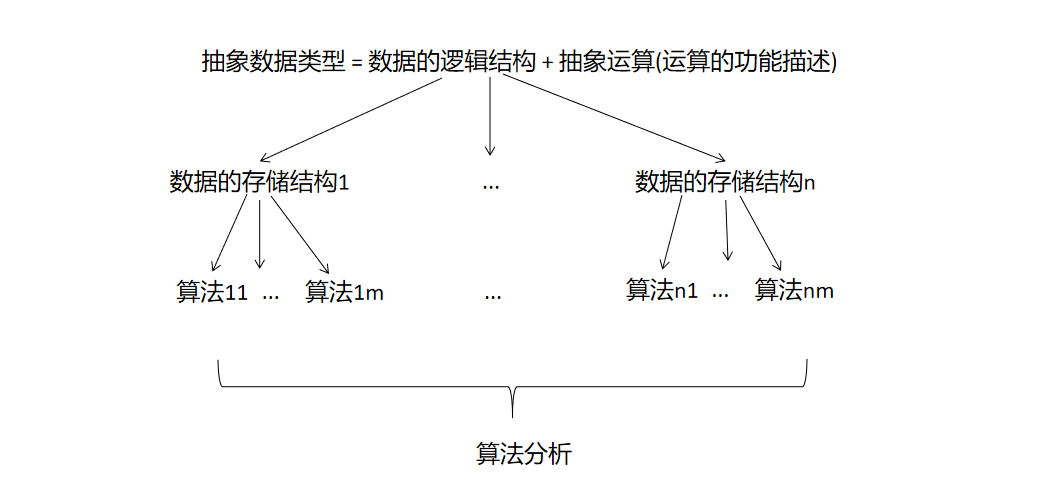 抽象数据类型 = 数据的逻辑结构 + 抽象运算(运算的功能描述)
数据的存储结构1 ... 数据的存储结构n
算法11 ... 算法1m ... 算法n1 ... 算法nm
算法分析